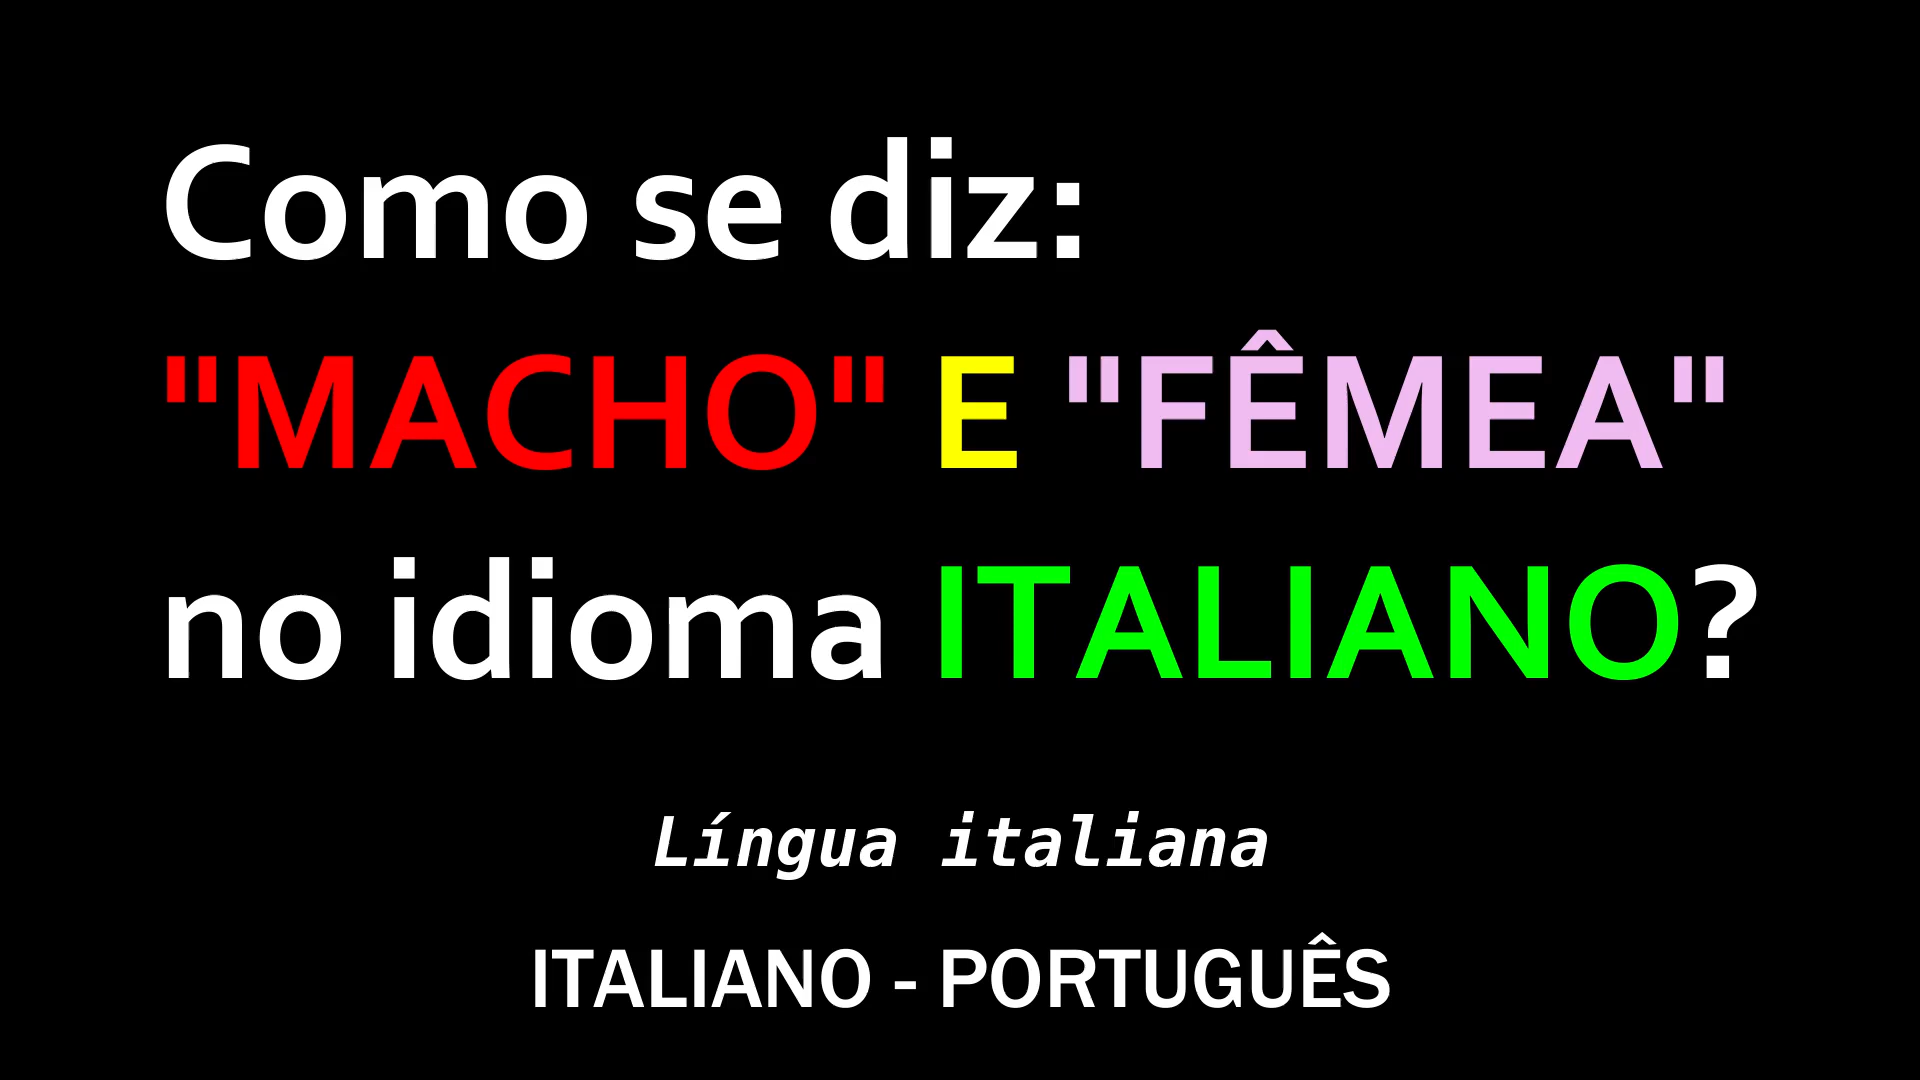 Como se diz:
"MACHO" E "FÊMEA"
no idioma ITALIANO?
Língua italiana
ITALIANO - PORTUGUÊS